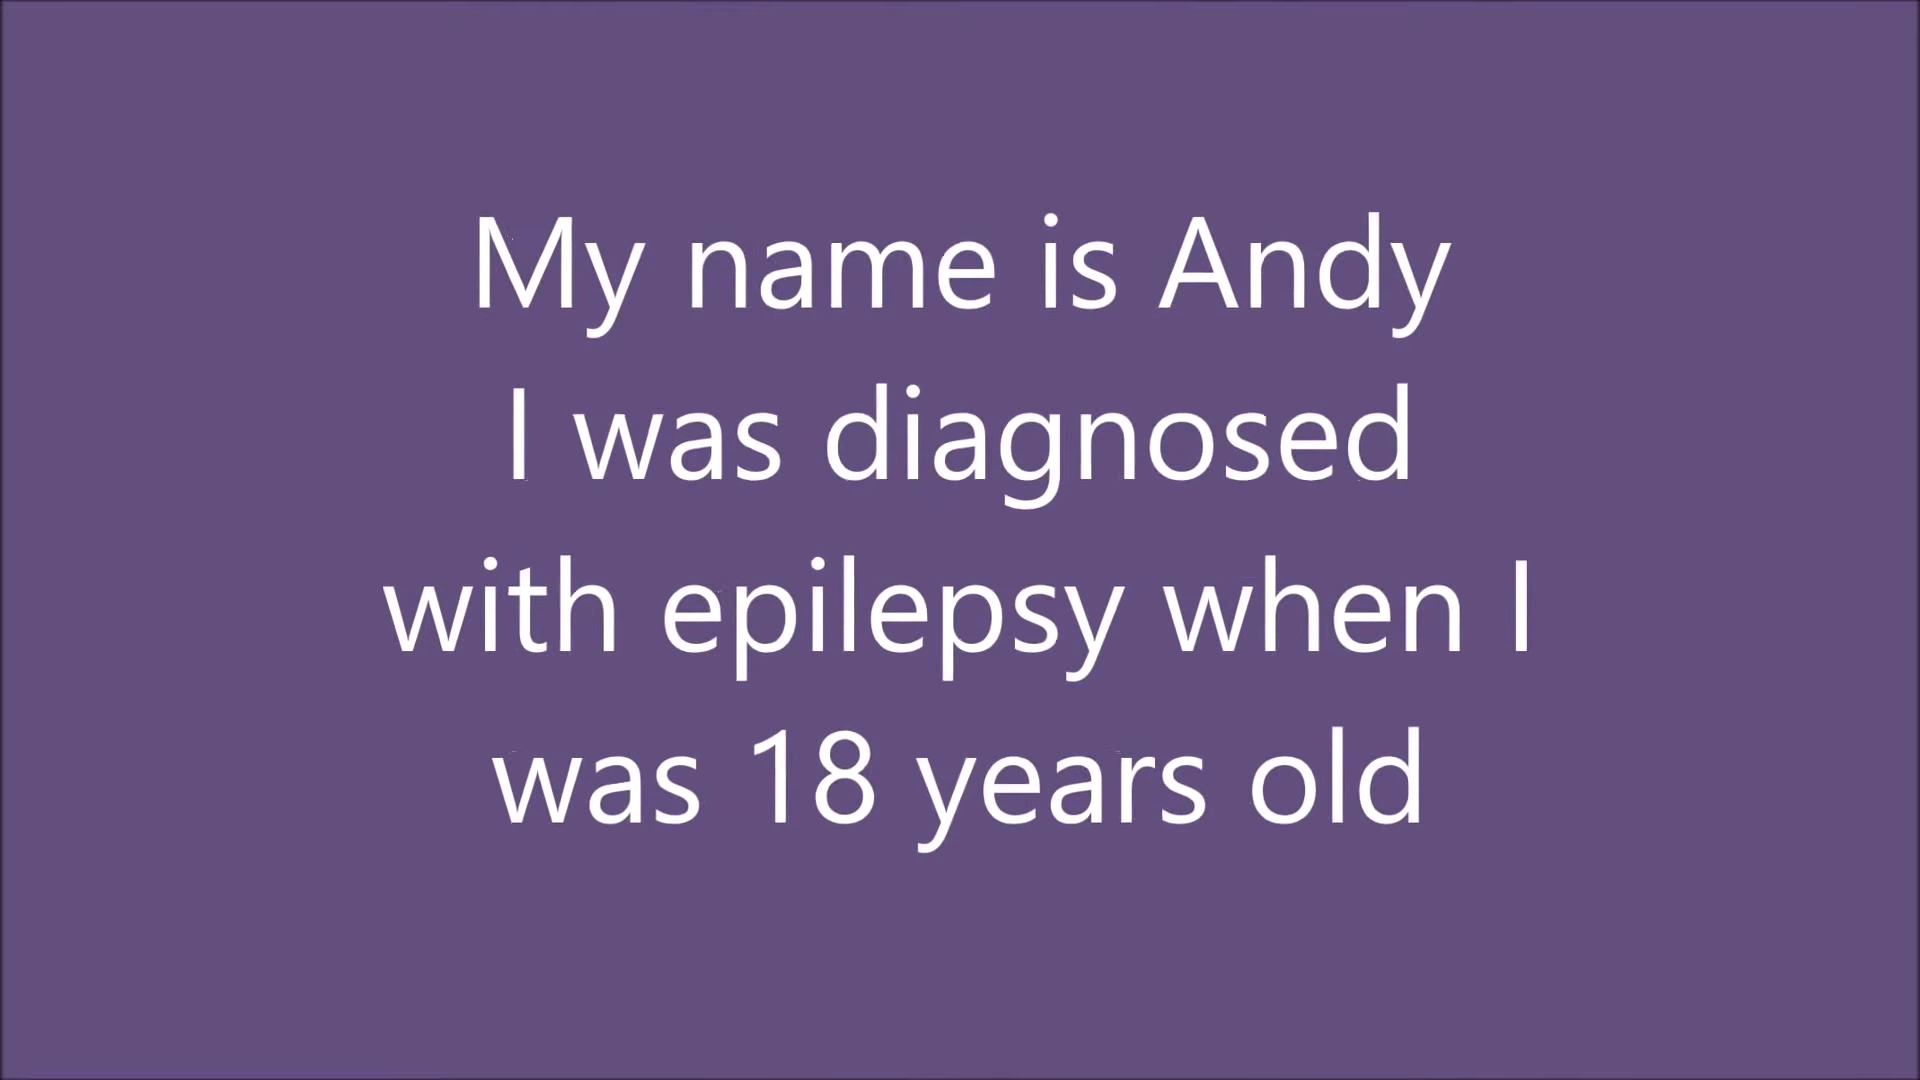 My name is Andy
I was diagnosed
with epilepsy when I
was 18 years old